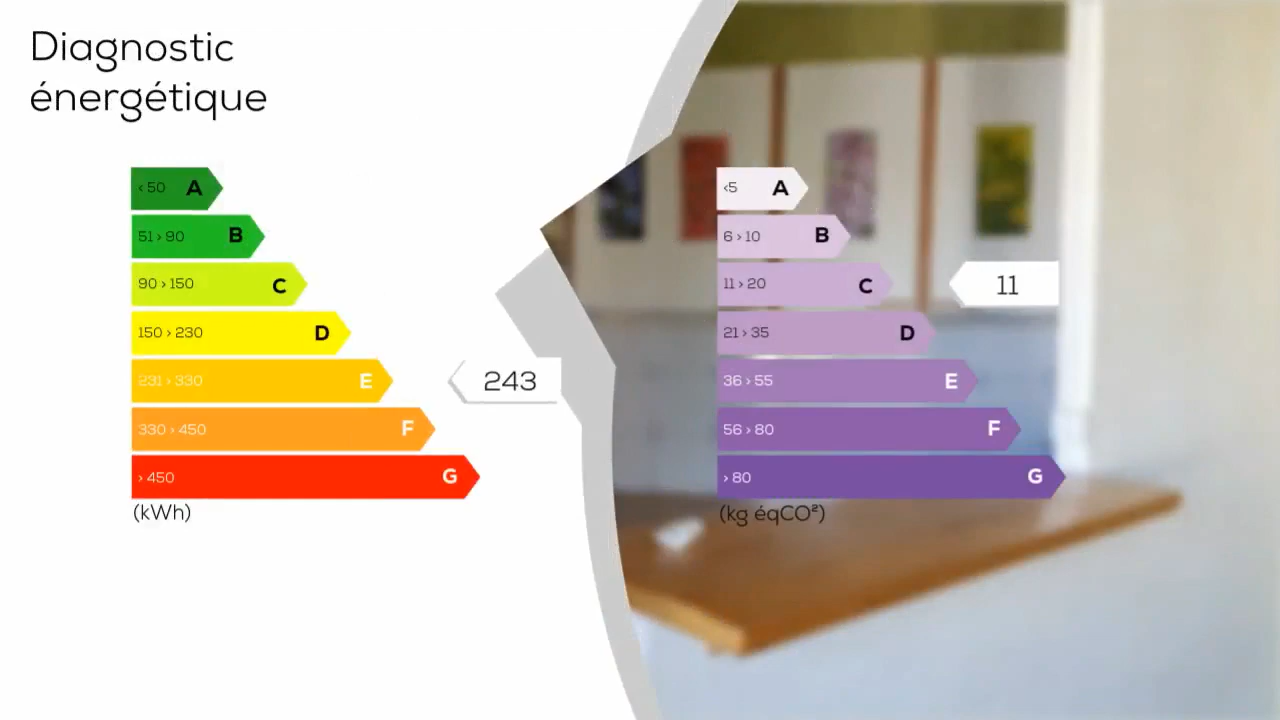 Diagnostic
énergétique
< 50 A
51 > 90 B
90 > 150 C
150 > 230 D
231 > 330 E
243
330 > 450 F
> 450 G
(kWh)
<5 A
6 > 10 B
11 > 20 C
11
21 > 35 D
36 > 55 E
56 > 80 F
> 80 G
(kg éqCO²)